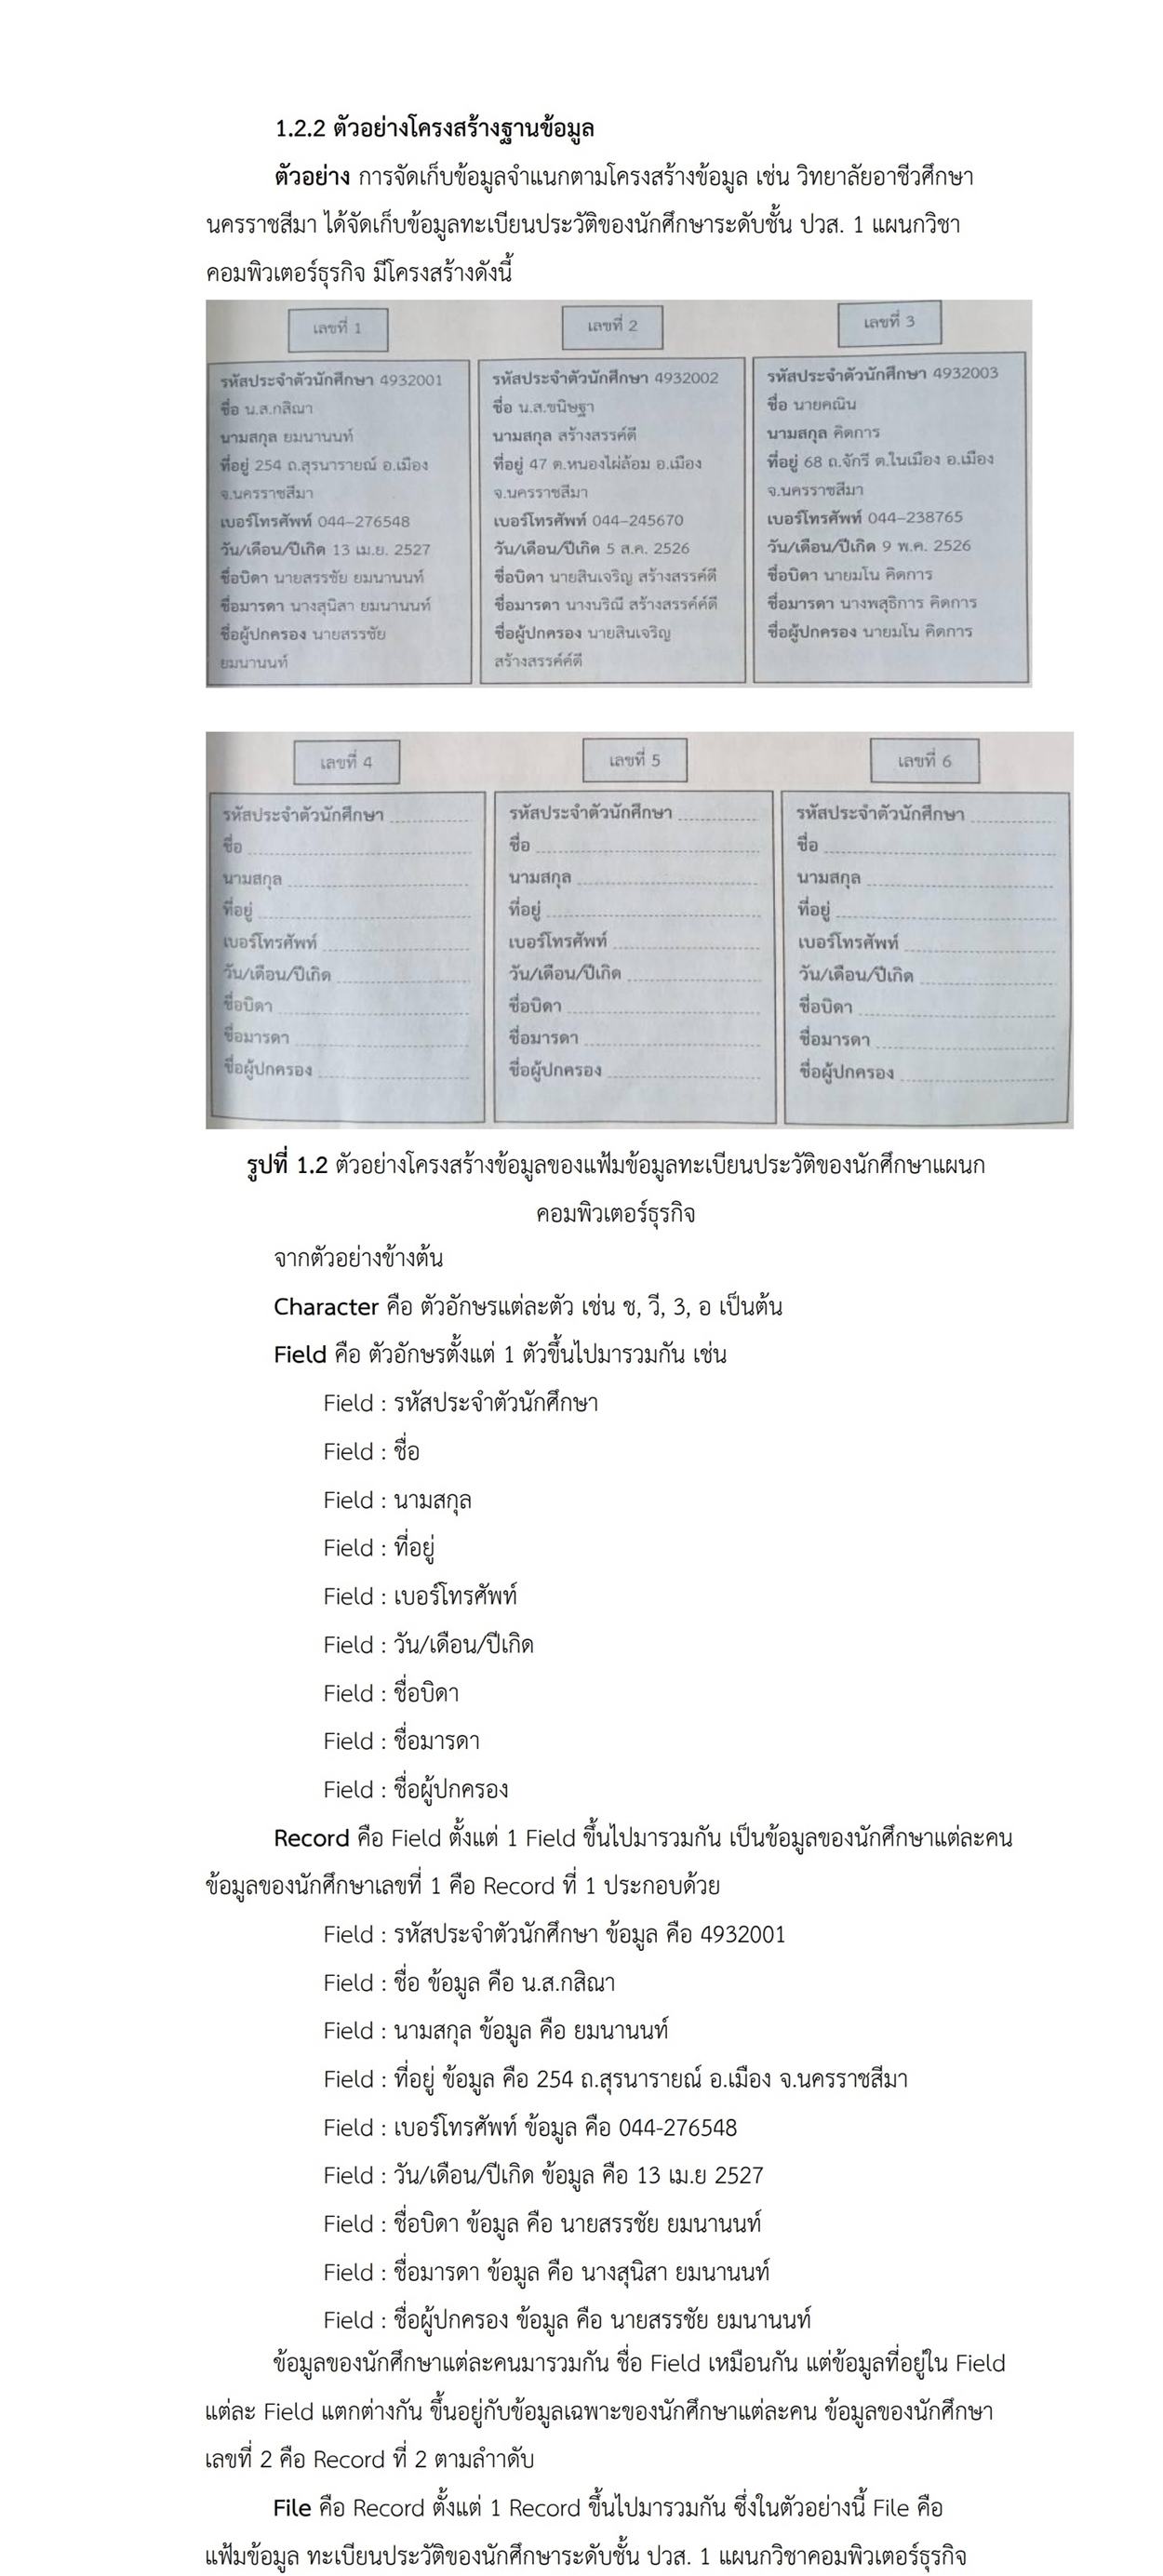 1.2.2 ตัวอย่างโครงสร้างฐานข้อมูล
ตัวอย่าง การจัดเก็บข้อมูลจำแนกตามโครงสร้างข้อมูล เช่น วิทยาลัยอาชีวศึกษา
นครราชสีมา ได้จัดเก็บข้อมูลทะเบียนประวัติของนักศึกษาระดับชั้น ปวส. 1 แผนกวิชา
คอมพิวเตอร์ธุรกิจ มีโครงสร้างดังนี้
เลขที่ 1
รหัสประจำตัวนักศึกษา 4932001
ชื่อ น.ส.กสิณา
นามสกุล ยมนานนท์
ที่อยู่ 254 ถ.สุรนารายณ์ อ.เมือง
จ.นครราชสีมา
เบอร์โทรศัพท์ 044–276548
วัน/เดือน/ปีเกิด 13 เม.ย. 2527
ชื่อบิดา นายสรรชัย ยมนานนท์
ชื่อมารดา นางสุนิสา ยมนานนท์
ชื่อผู้ปกครอง นายสรรชัย
ยมนานนท์
เลขที่ 2
รหัสประจำตัวนักศึกษา 4932002
ชื่อ น.ส.ขนิษฐา
นามสกุล สร้างสรรค์ดี
ที่อยู่ 47 ต.หนองไผ่ล้อม อ.เมือง
จ.นครราชสีมา
เบอร์โทรศัพท์ 044–245670
วัน/เดือน/ปีเกิด 5 ส.ค. 2526
ชื่อบิดา นายสินเจริญ สร้างสรรค์ดี
ชื่อมารดา นางนริณี สร้างสรรค์ดี
ชื่อผู้ปกครอง นายสินเจริญ
สร้างสรรค์ดี
เลขที่ 3
รหัสประจำตัวนักศึกษา 4932003
ชื่อ นายคณิน
นามสกุล คิดการ
ที่อยู่ 68 ถ.จักรี ต.ในเมือง อ.เมือง
จ.นครราชสีมา
เบอร์โทรศัพท์ 044–238765
วัน/เดือน/ปีเกิด 9 พ.ค. 2526
ชื่อบิดา นายมโน คิดการ
ชื่อมารดา นางพสุธิการ คิดการ
ชื่อผู้ปกครอง นายมโน คิดการ
เลขที่ 4
รหัสประจำตัวนักศึกษา
ชื่อ
นามสกุล
ที่อยู่
เบอร์โทรศัพท์
วัน/เดือน/ปีเกิด
ชื่อบิดา
ชื่อมารดา
ชื่อผู้ปกครอง
เลขที่ 5
รหัสประจำตัวนักศึกษา
ชื่อ
นามสกุล
ที่อยู่
เบอร์โทรศัพท์
วัน/เดือน/ปีเกิด
ชื่อบิดา
ชื่อมารดา
ชื่อผู้ปกครอง
เลขที่ 6
รหัสประจำตัวนักศึกษา
ชื่อ
นามสกุล
ที่อยู่
เบอร์โทรศัพท์
วัน/เดือน/ปีเกิด
ชื่อบิดา
ชื่อมารดา
ชื่อผู้ปกครอง
รูปที่ 1.2 ตัวอย่างโครงสร้างข้อมูลของแฟ้มข้อมูลทะเบียนประวัติของนักศึกษาแผนก
คอมพิวเตอร์ธุรกิจ
จากตัวอย่างข้างต้น
Character คือ ตัวอักษรแต่ละตัว เช่น ช, วี, 3, อ เป็นต้น
Field คือ ตัวอักษรตั้งแต่ 1 ตัวขึ้นไปมารวมกัน เช่น
Field : รหัสประจำตัวนักศึกษา
Field : ชื่อ
Field : นามสกุล
Field : ที่อยู่
Field : เบอร์โทรศัพท์
Field : วัน/เดือน/ปีเกิด
Field : ชื่อบิดา
Field : ชื่อมารดา
Field : ชื่อผู้ปกครอง
Record คือ Field ตั้งแต่ 1 Field ขึ้นไปมารวมกัน เป็นข้อมูลของนักศึกษาแต่ละคน
ข้อมูลของนักศึกษาเลขที่ 1 คือ Record ที่ 1 ประกอบด้วย
Field : รหัสประจำตัวนักศึกษา ข้อมูล คือ 4932001
Field : ชื่อ ข้อมูล คือ น.ส.กสิณา
Field : นามสกุล ข้อมูล คือ ยมนานนท์
Field : ที่อยู่ ข้อมูล คือ 254 ถ.สุรนารายณ์ อ.เมือง จ.นครราชสีมา
Field : เบอร์โทรศัพท์ ข้อมูล คือ 044-276548
Field : วัน/เดือน/ปีเกิด ข้อมูล คือ 13 เม.ย 2527
Field : ชื่อบิดา ข้อมูล คือ นายสรรชัย ยมนานนท์
Field : ชื่อมารดา ข้อมูล คือ นางสุนิสา ยมนานนท์
Field : ชื่อผู้ปกครอง ข้อมูล คือ นายสรรชัย ยมนานนท์
ข้อมูลของนักศึกษาแต่ละคนมารวมกัน ชื่อ Field เหมือนกัน แต่ข้อมูลที่อยู่ใน Field
แต่ละ Field แตกต่างกัน ขึ้นอยู่กับข้อมูลเฉพาะของนักศึกษาแต่ละคน ข้อมูลของนักศึกษา
เลขที่ 2 คือ Record ที่ 2 ตามลำาดับ
File คือ Record ตั้งแต่ 1 Record ขึ้นไปมารวมกัน ซึ่งในตัวอย่างนี้ File คือ
แฟ้มข้อมูล ทะเบียนประวัติของนักศึกษาระดับชั้น ปวส. 1 แผนกวิชาคอมพิวเตอร์ธุรกิจ